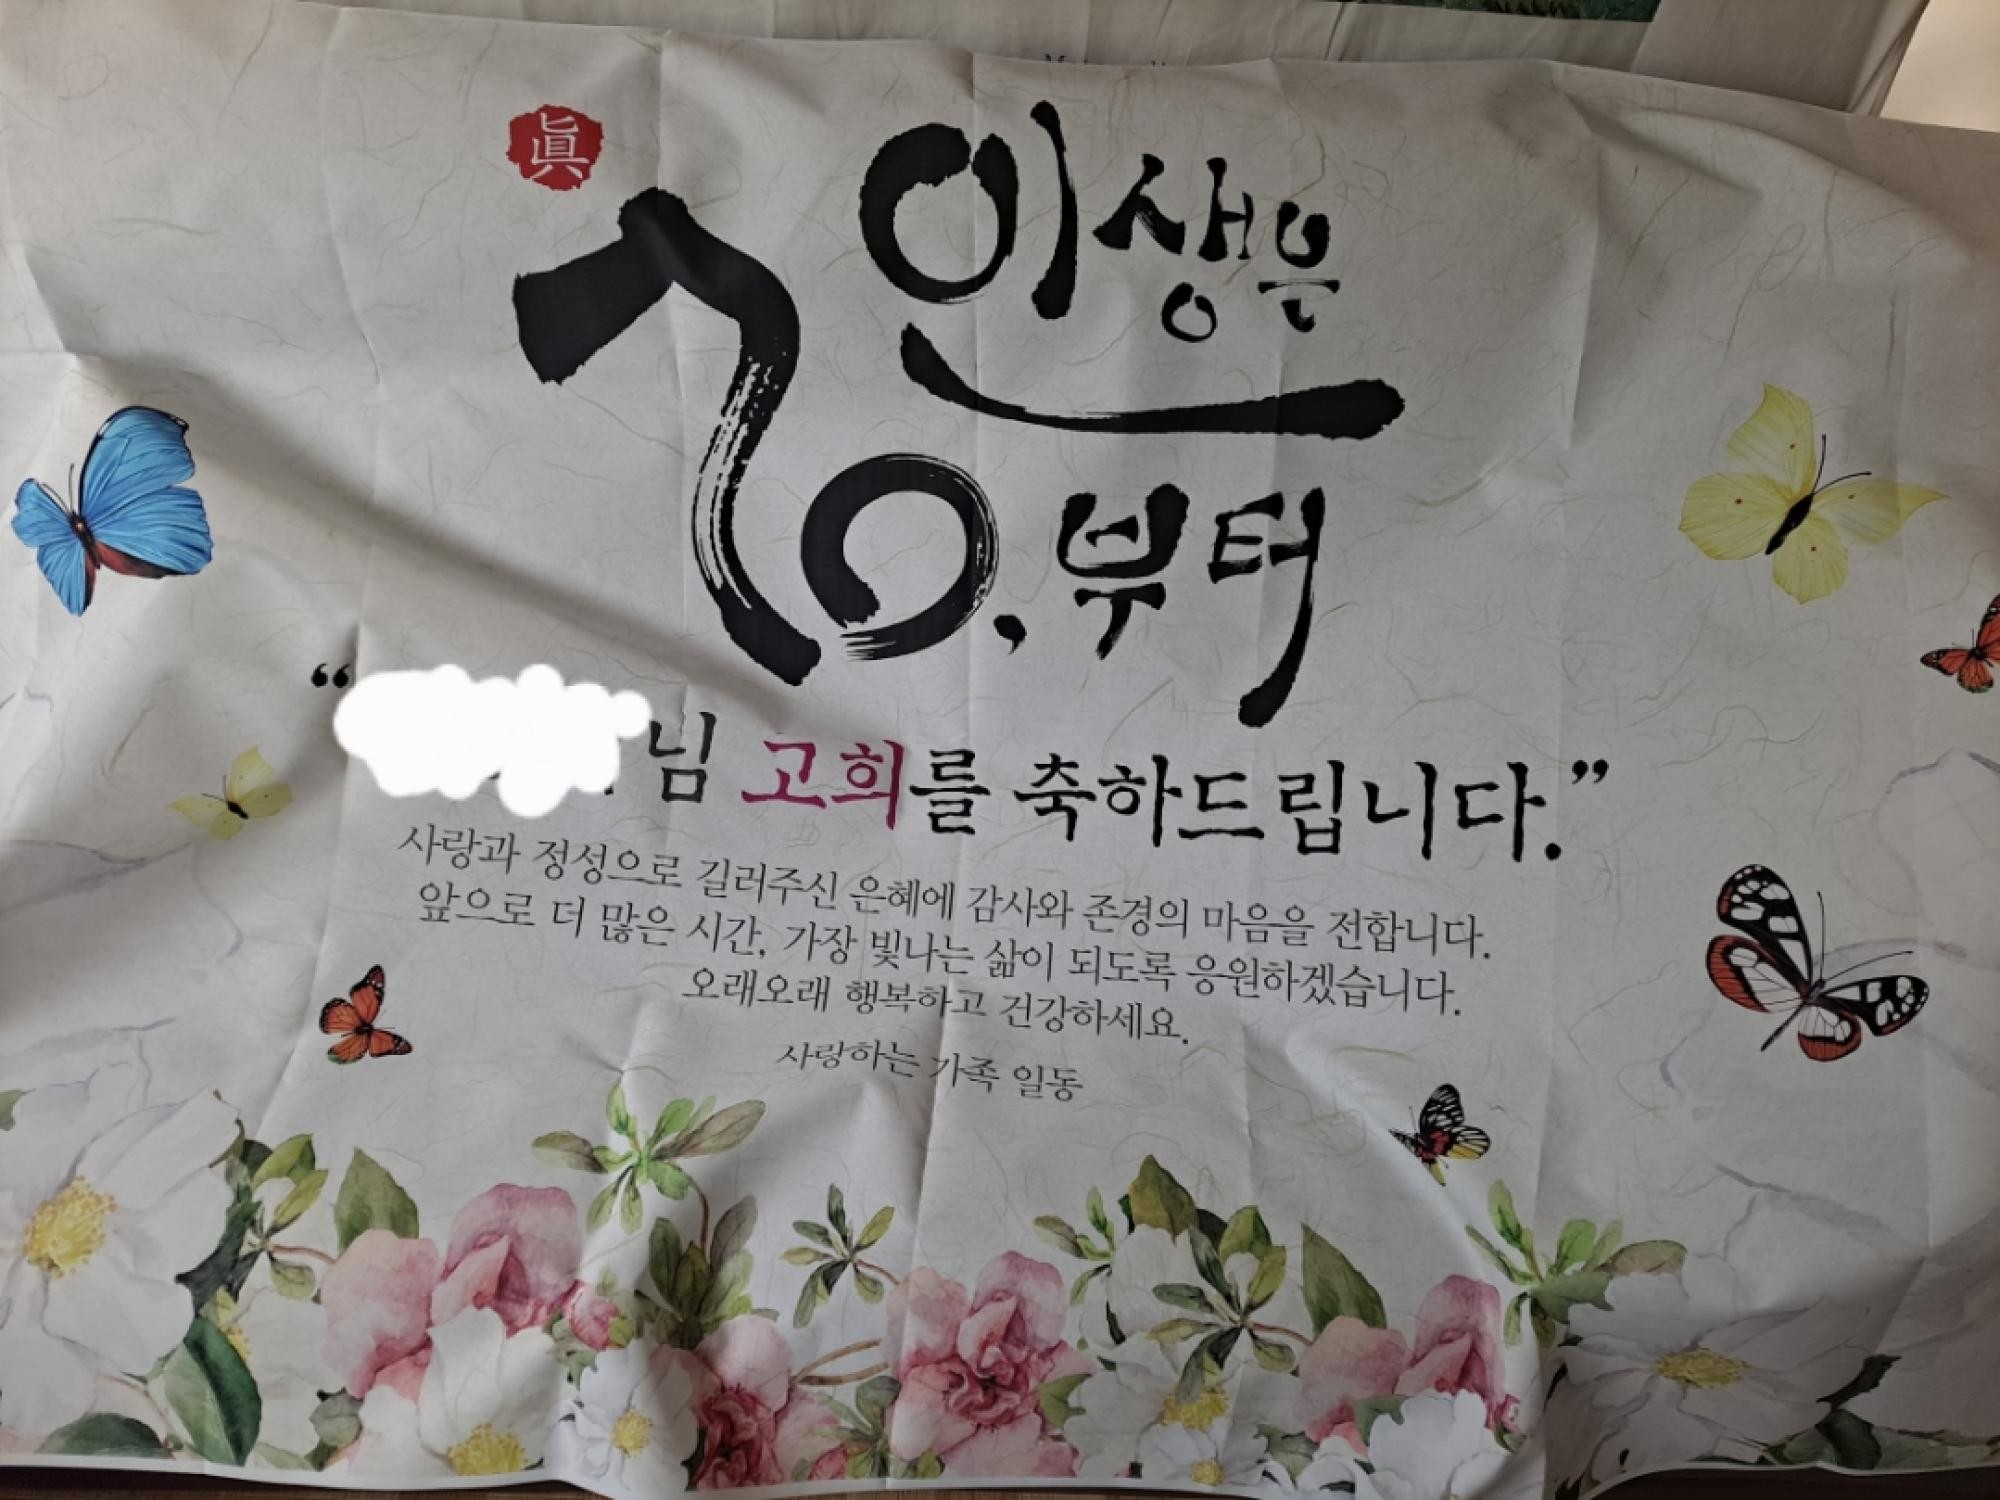 眞
인생은
70, 부터
“ 님 고희를 축하드립니다.”
사랑과 정성으로 길러주신 은혜에 감사와 존경의 마음을 전합니다.
앞으로 더 많은 시간, 가장 빛나는 삶이 되도록 응원하겠습니다.
오래오래 행복하고 건강하세요.
사랑하는 가족 일동